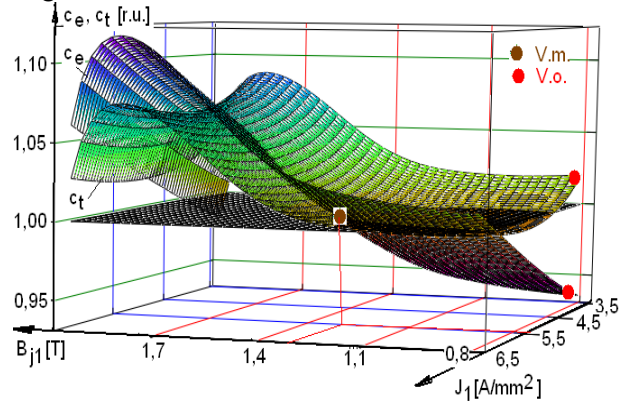 c_e, c_t [r.u.]
c_e
1,10
1,05
c_t
1,00
0,95
V.m.
V.o.
B_j1 [T]
1,7
1,4
1,1
0,8
3,5
4,5
5,5
6,5
J_1 [A/mm²]